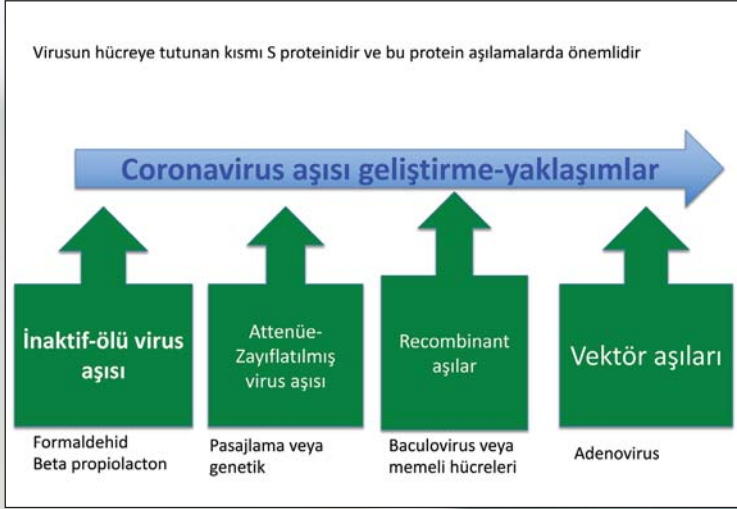 Virusun hücreye tutunan kısmı S proteinidir ve bu protein aşılamalarda önemlidir
Coronavirus aşısı geliştirme-yaklaşımlar
İnaktif-ölü virus
aşısı
Formaldehid
Beta propiolacton
Attenüe-
Zayıflatılmış
virus aşısı
Pasajlama veya
genetik
Recombinant
aşılar
Baculovirus veya
memeli hücreleri
Vektör aşıları
Adenovirus